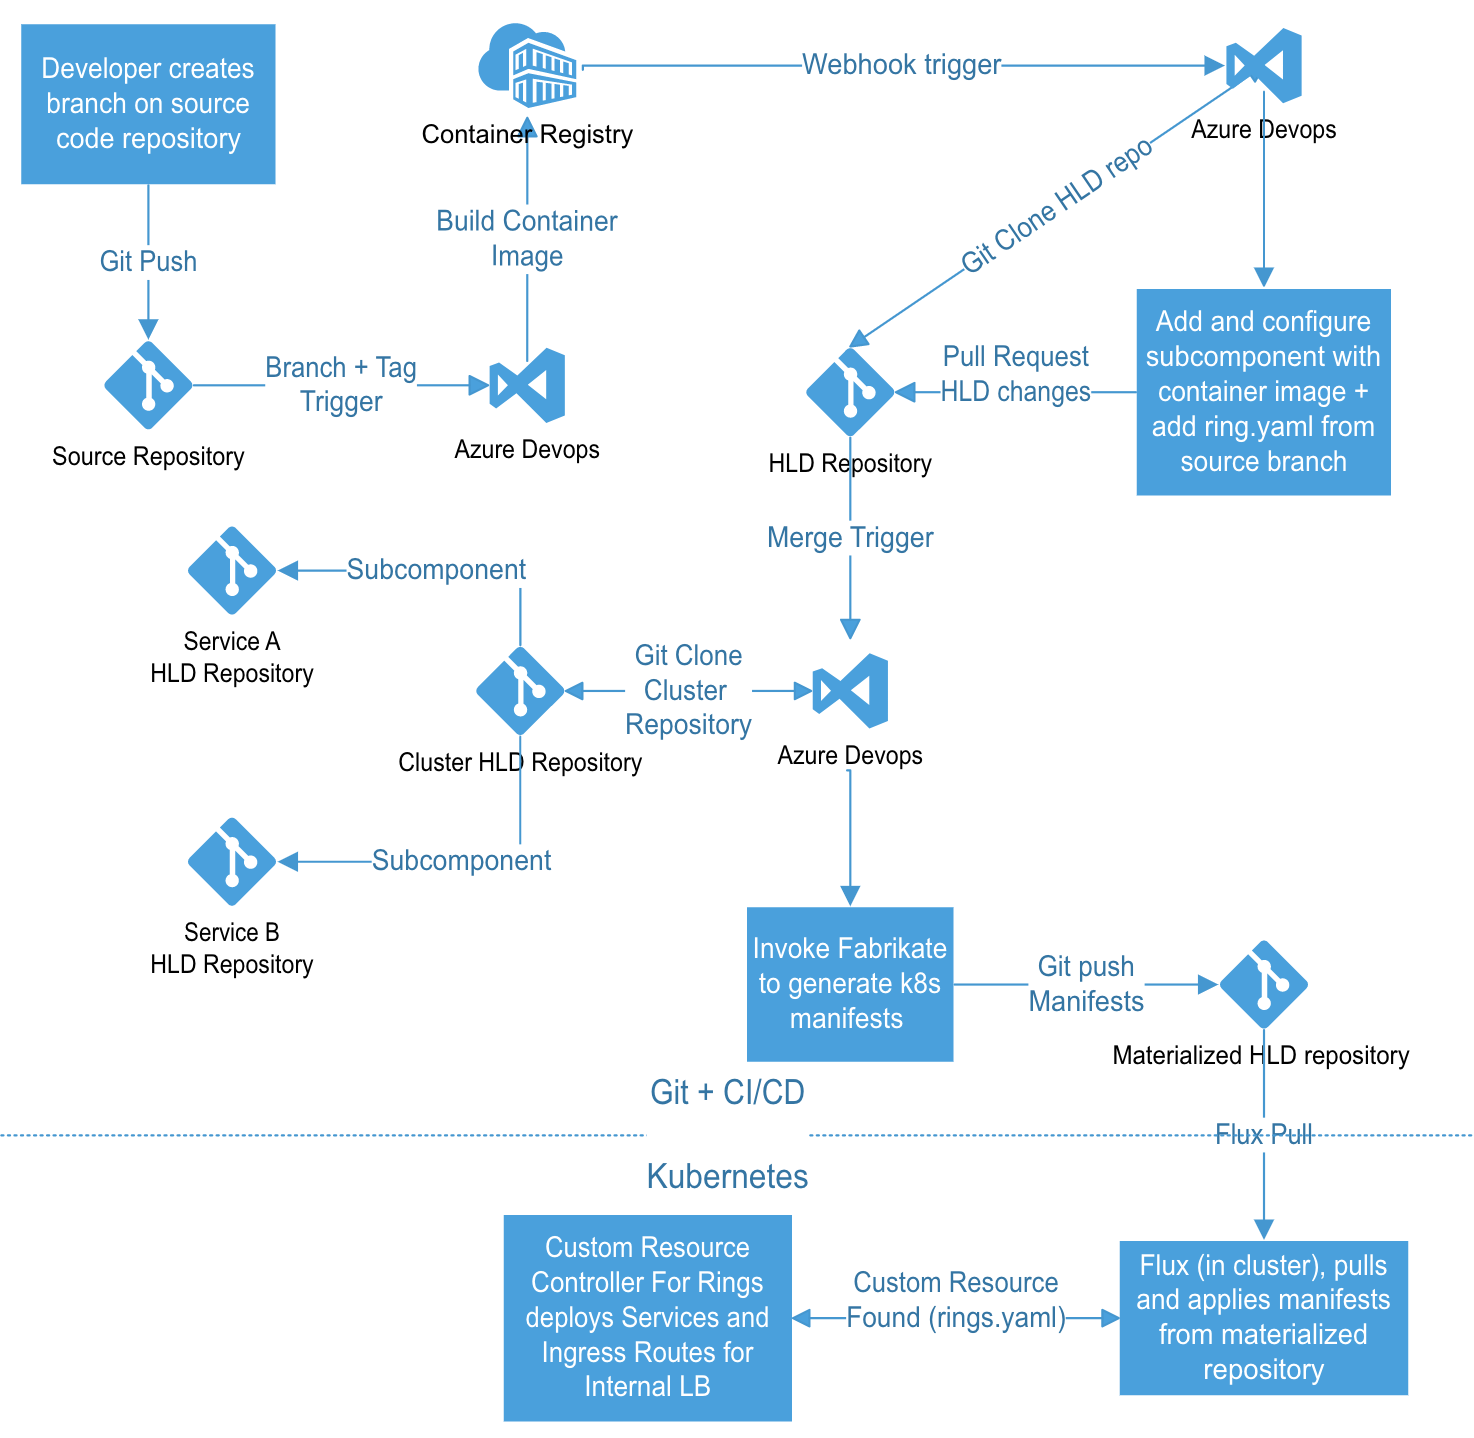 Developer creates
branch on source
code repository
Container Registry
Webhook trigger
Azure Devops
Git Push
Build Container
Image
Git Clone HLD repo
Branch + Tag
Trigger
Source Repository
Azure Devops
Pull Request
HLD changes
HLD Repository
Add and configure
subcomponent with
container image +
add ring.yaml from
source branch
Merge Trigger
Subcomponent
Service A
HLD Repository
Git Clone
Cluster
Repository
Cluster HLD Repository
Azure Devops
Subcomponent
Service B
HLD Repository
Invoke Fabrikate
to generate k8s
manifests
Git push
Manifests
Materialized HLD repository
Git + CI/CD
Flux Pull
Kubernetes
Custom Resource
Controller For Rings
deploys Services and
Ingress Routes for
Internal LB
Custom Resource
Found (rings.yaml)
Flux (in cluster), pulls
and applies manifests
from materialized
repository